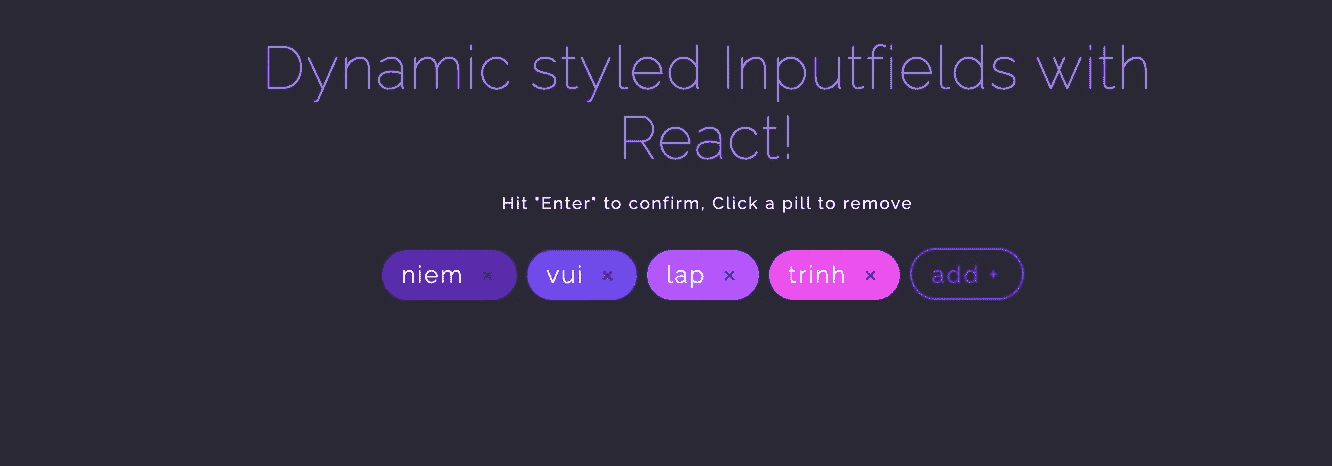 Dynamic styled Inputfields with
React!
Hit "Enter" to confirm, Click a pill to remove
niem × vui × lap × trinh × add +